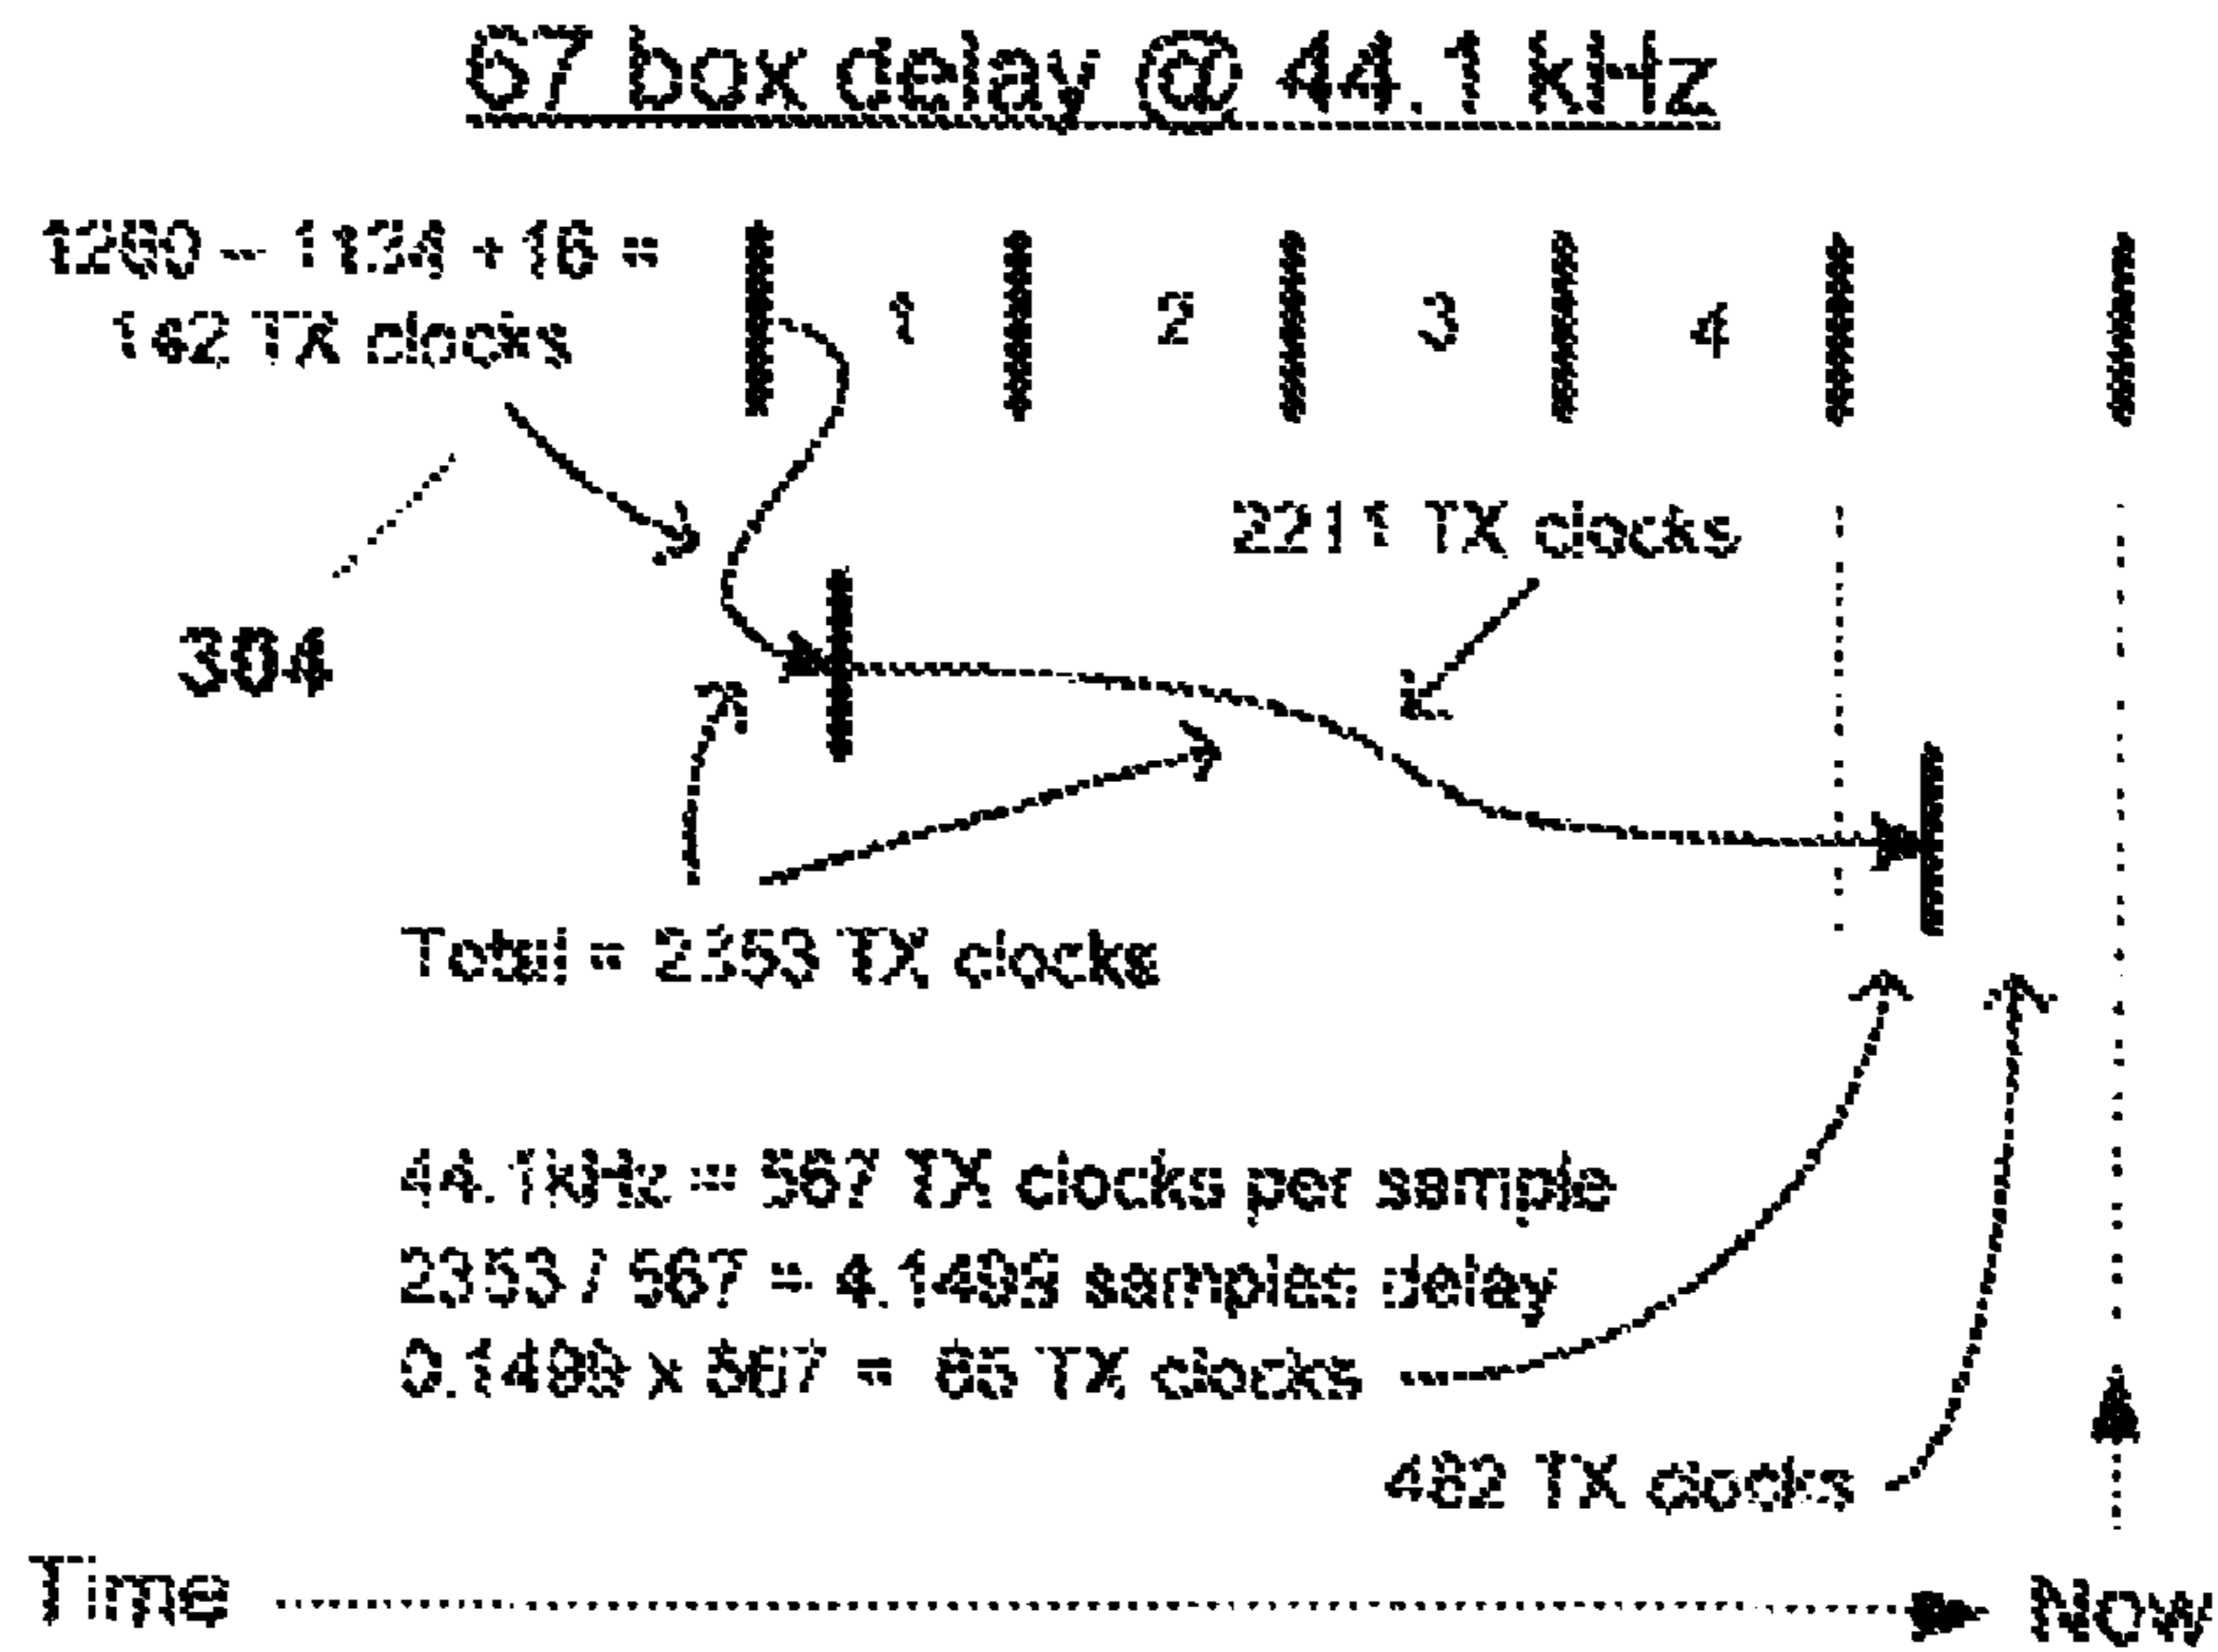 67 box delay @ 44.1 kHz
1260 – 1134 + 16 =
142 TX clocks
1 2 3 4
2211 TX clocks
304
Total = 2353 TX clocks
44.1kHz = 567 TX clocks per sample
2353 / 567 = 4.1499 samples delay
0.1499 x 567 = 85 TX clocks
482 TX clocks
Time Now